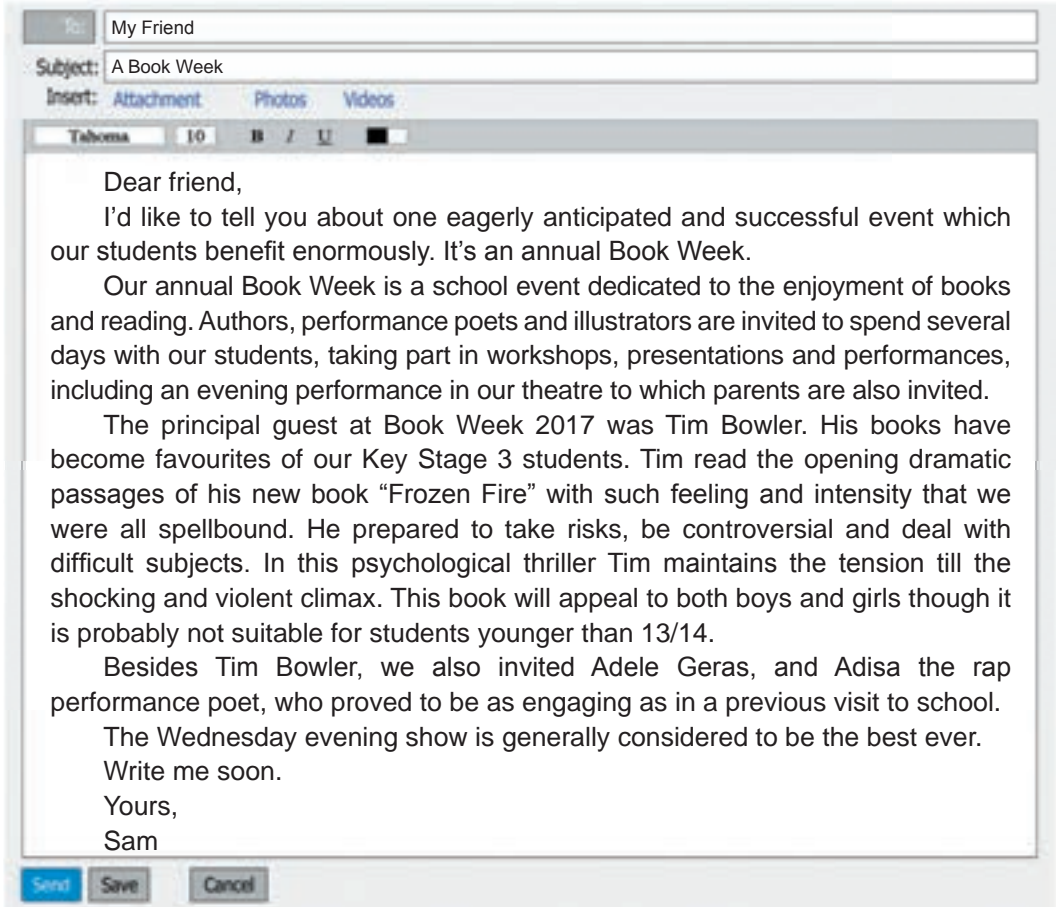 To:
My Friend
Subject:
A Book Week
Insert: Attachment Photos Videos
Tahoma 10 B I U
Dear friend,
I’d like to tell you about one eagerly anticipated and successful event which
our students benefit enormously. It’s an annual Book Week.
Our annual Book Week is a school event dedicated to the enjoyment of books
and reading. Authors, performance poets and illustrators are invited to spend several
days with our students, taking part in workshops, presentations and performances,
including an evening performance in our theatre to which parents are also invited.
The principal guest at Book Week 2017 was Tim Bowler. His books have
become favourites of our Key Stage 3 students. Tim read the opening dramatic
passages of his new book “Frozen Fire” with such feeling and intensity that we
were all spellbound. He prepared to take risks, be controversial and deal with
difficult subjects. In this psychological thriller Tim maintains the tension till the
shocking and violent climax. This book will appeal to both boys and girls though it
is probably not suitable for students younger than 13/14.
Besides Tim Bowler, we also invited Adele Geras, and Adisa the rap
performance poet, who proved to be as engaging as in a previous visit to school.
The Wednesday evening show is generally considered to be the best ever.
Write me soon.
Yours,
Sam
Send Save Cancel